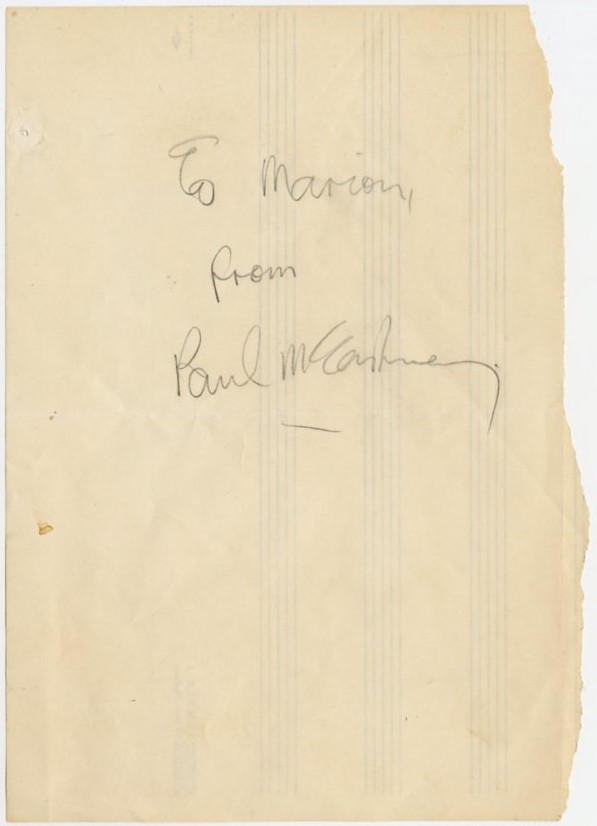 To Marion,
from
Paul McCartney